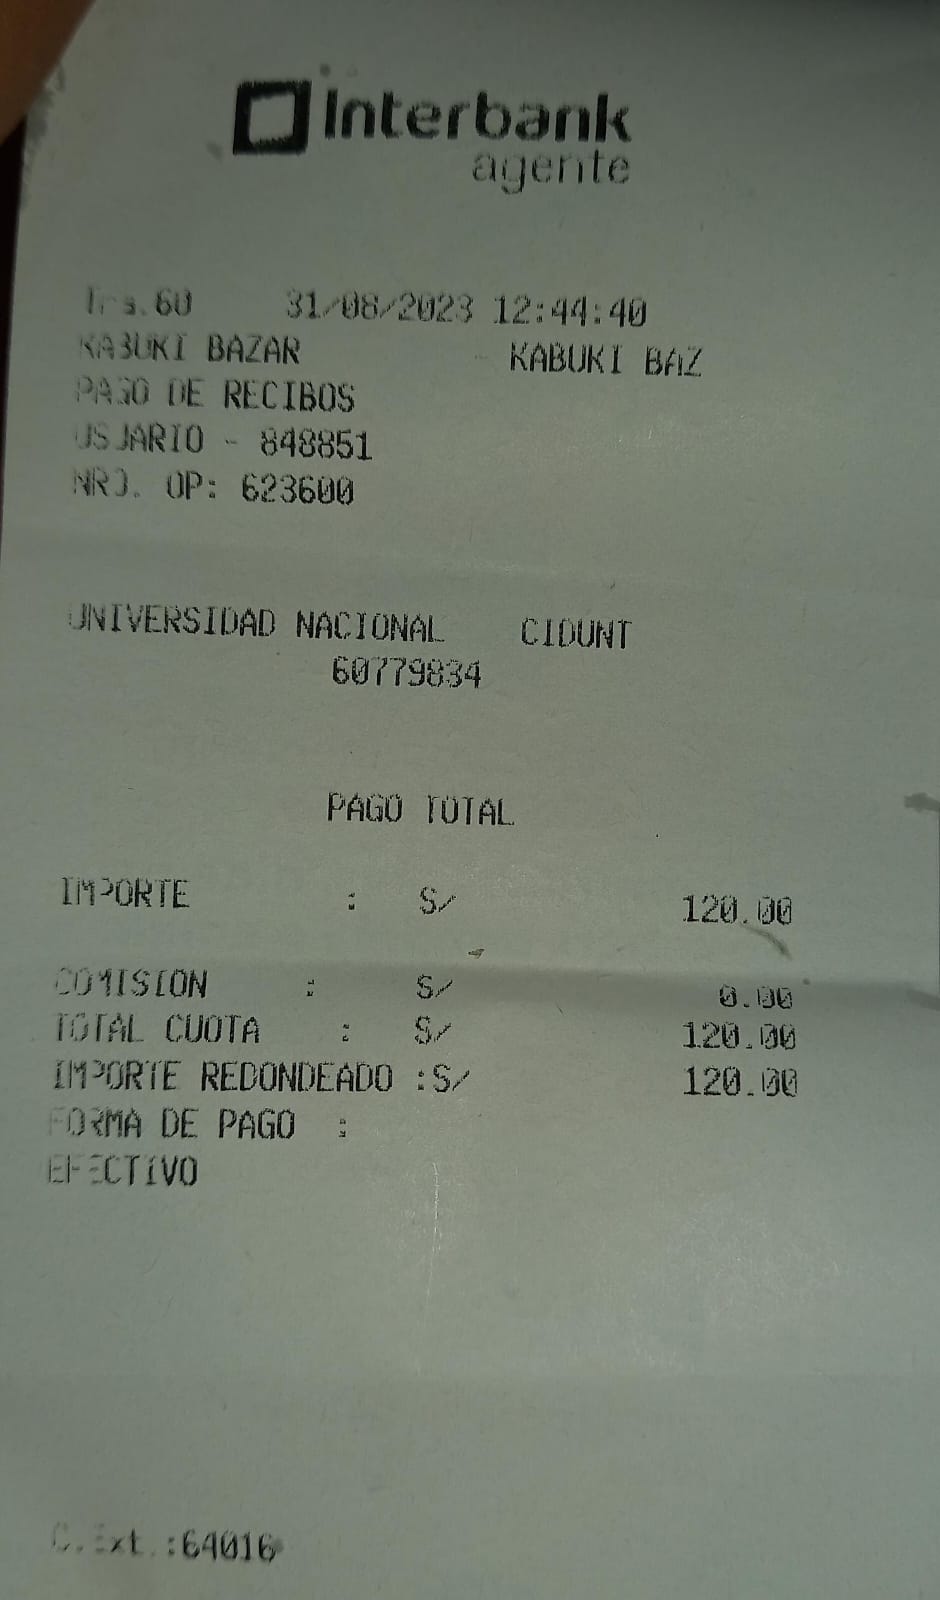 Interbank
agente
Trs.60 31/08/2023 12:44:40
KABUKI BAZAR KABUKI BAZ
PAGO DE RECIBOS
USUARIO - 848851
NRO. OP: 623600
UNIVERSIDAD NACIONAL CIDUNT
60779834
PAGO TOTAL
IMPORTE : S/ 120.00
COMISION : S/ 0.00
TOTAL CUOTA : S/ 120.00
IMPORTE REDONDEADO :S/ 120.00
FORMA DE PAGO :
EFECTIVO
C.Ext.:64016